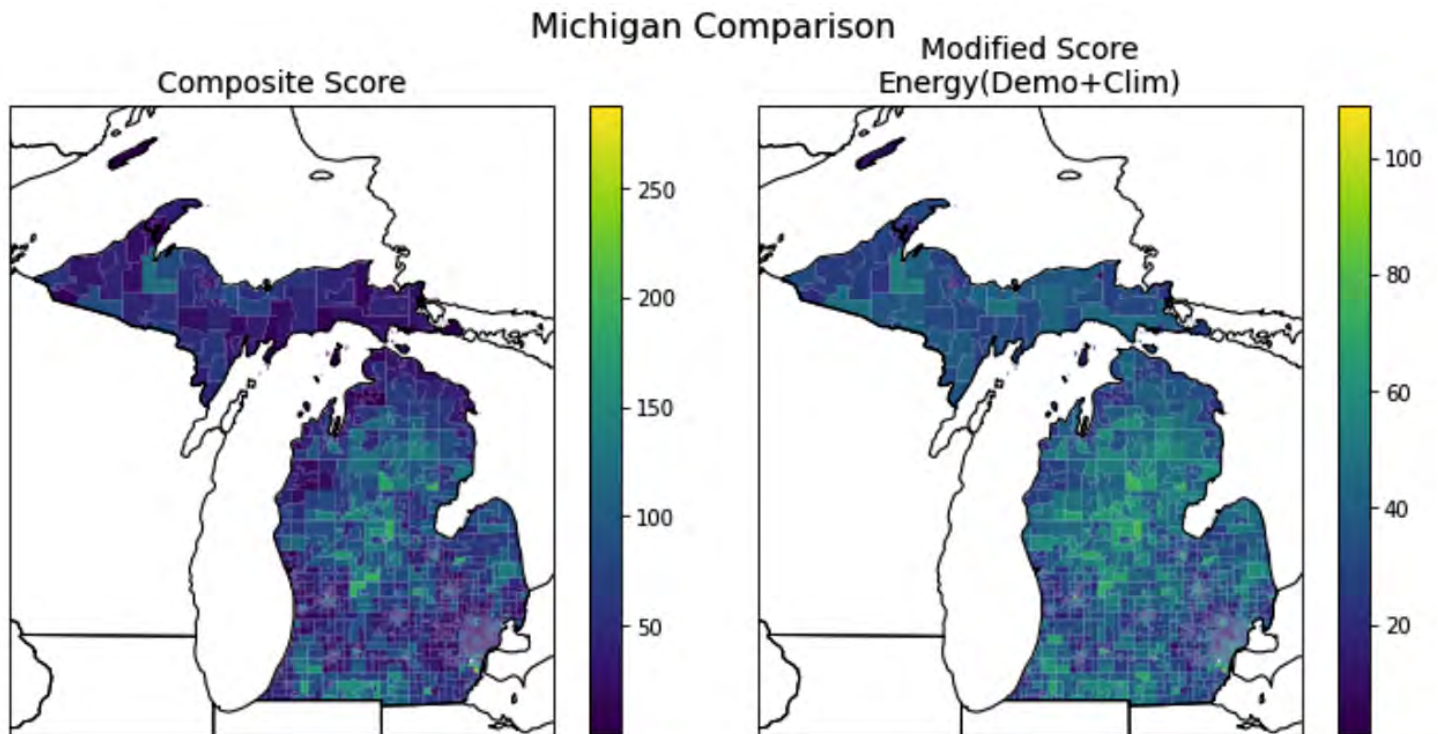 Michigan Comparison
Composite Score
Modified Score
Energy(Demo+Clim)
250
200
150
100
50
100
80
60
40
20